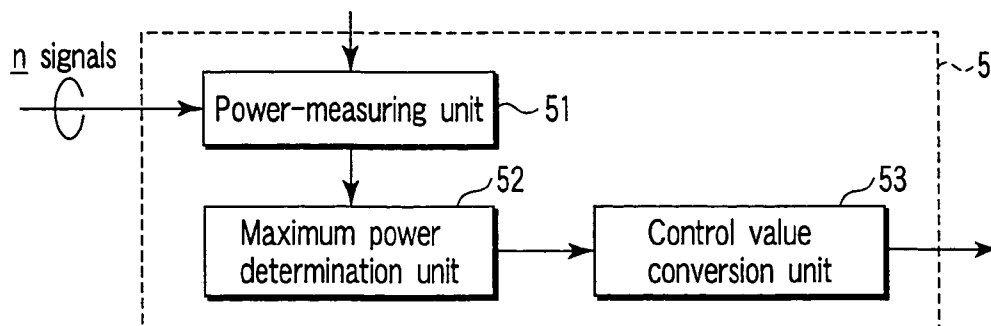 n signals
5
Power-measuring unit
51
52
53
Maximum power
determination unit
Control value
conversion unit